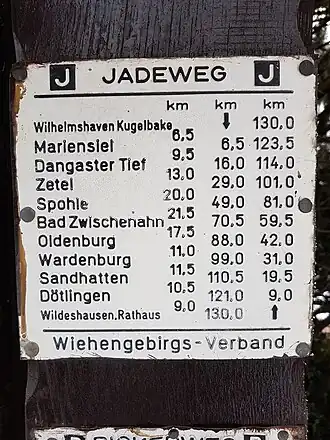 J JADEWEG J
km km km
Wilhelmshaven Kugelbake ↓ 130,0
6,5
Mariensiel 6,5 123,5
9,5
Dangaster Tief 16,0 114,0
13,0
Zetel 29,0 101,0
20,0
Spohle 49,0 81,0
21,5
Bad Zwischenahn 70,5 59,5
17,5
Oldenburg 88,0 42,0
11,0
Wardenburg 99,0 31,0
11,5
Sandhatten 110,5 19,5
10,5
Dötlingen 121,0 9,0
9,0
Wildeshausen, Rathaus 130,0 ↑
Wiehengebirgs-Verband